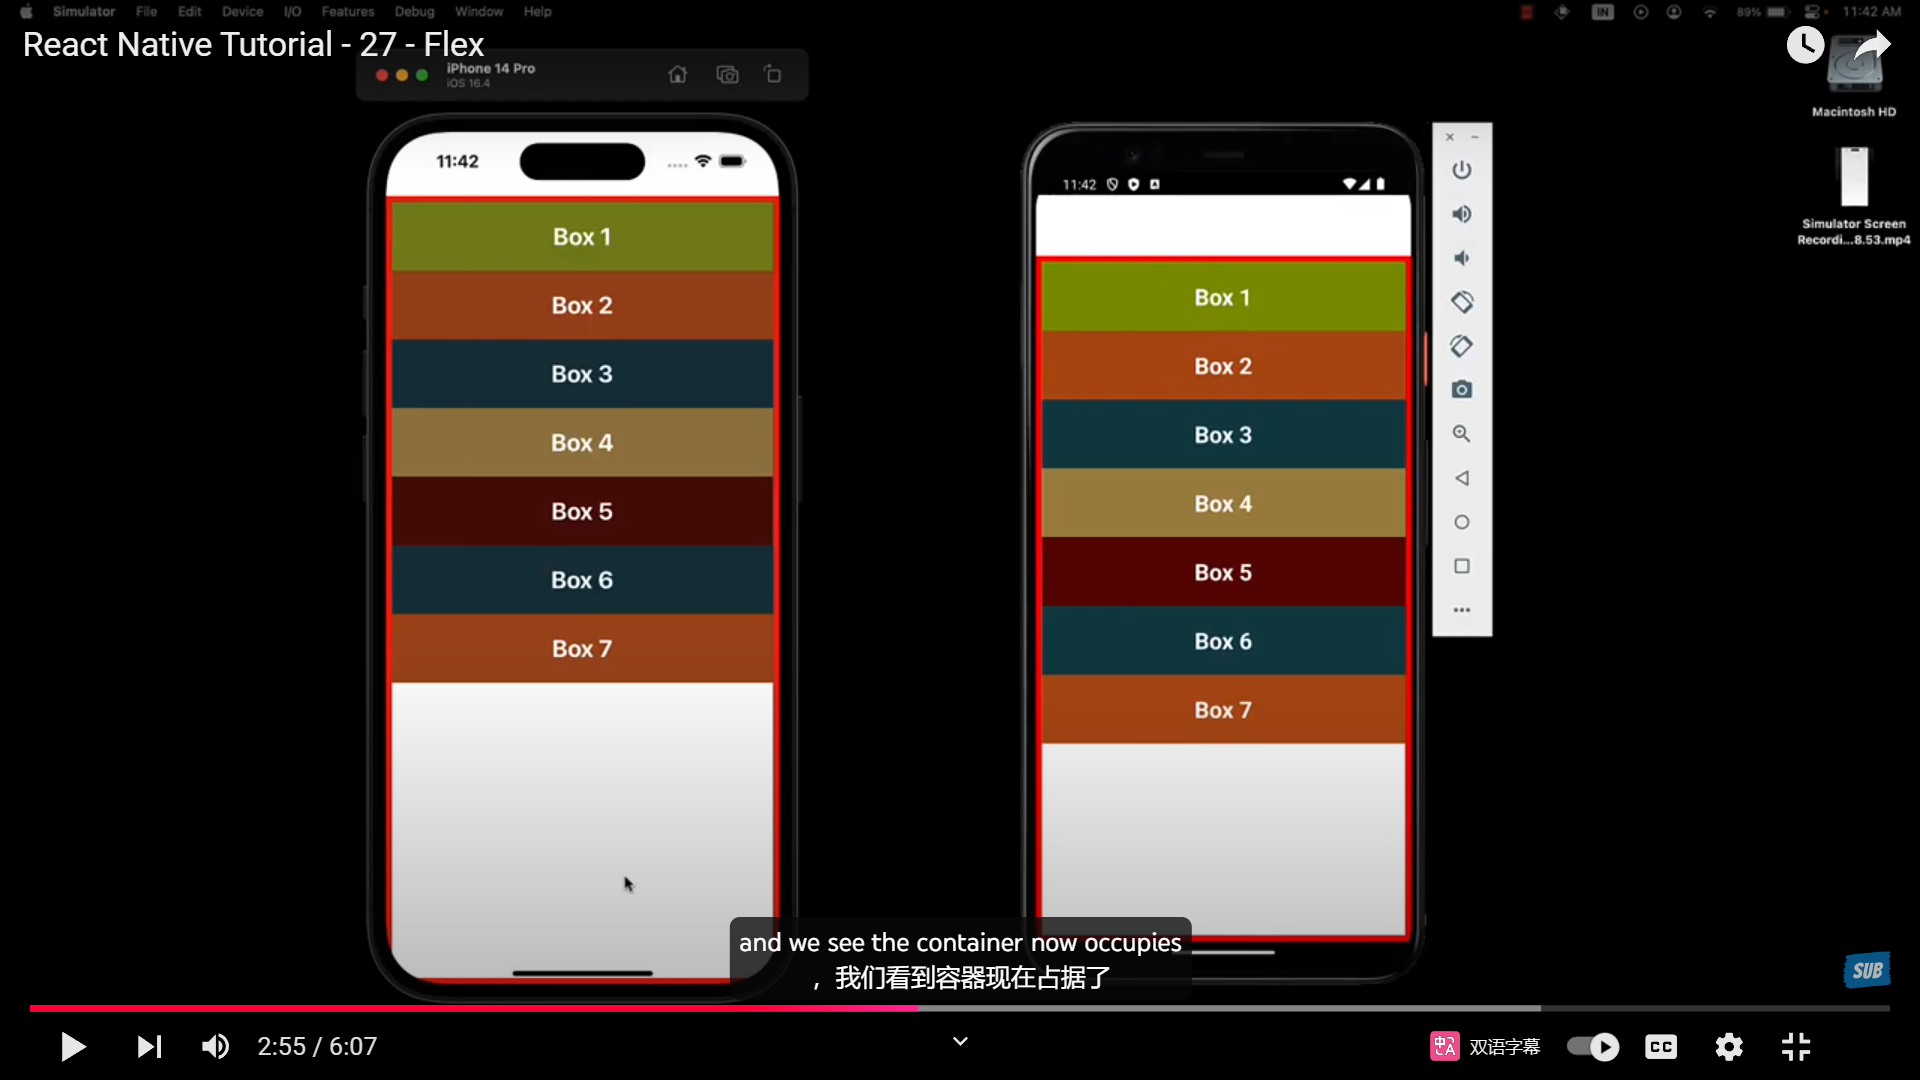 Simulator File Edit Device I/O Features Debug Window Help
IN 89% 11:42 AM
React Native Tutorial - 27 - Flex
iPhone 14 Pro
iOS 16.4
Macintosh HD
Simulator Screen
Recordi...8.53.mp4
11:42
Box 1
Box 2
Box 3
Box 4
Box 5
Box 6
Box 7
11:42
Box 1
Box 2
Box 3
Box 4
Box 5
Box 6
Box 7
and we see the container now occupies
，我们看到容器现在占据了
SUB
2:55 / 6:07
中A 双语字幕
CC